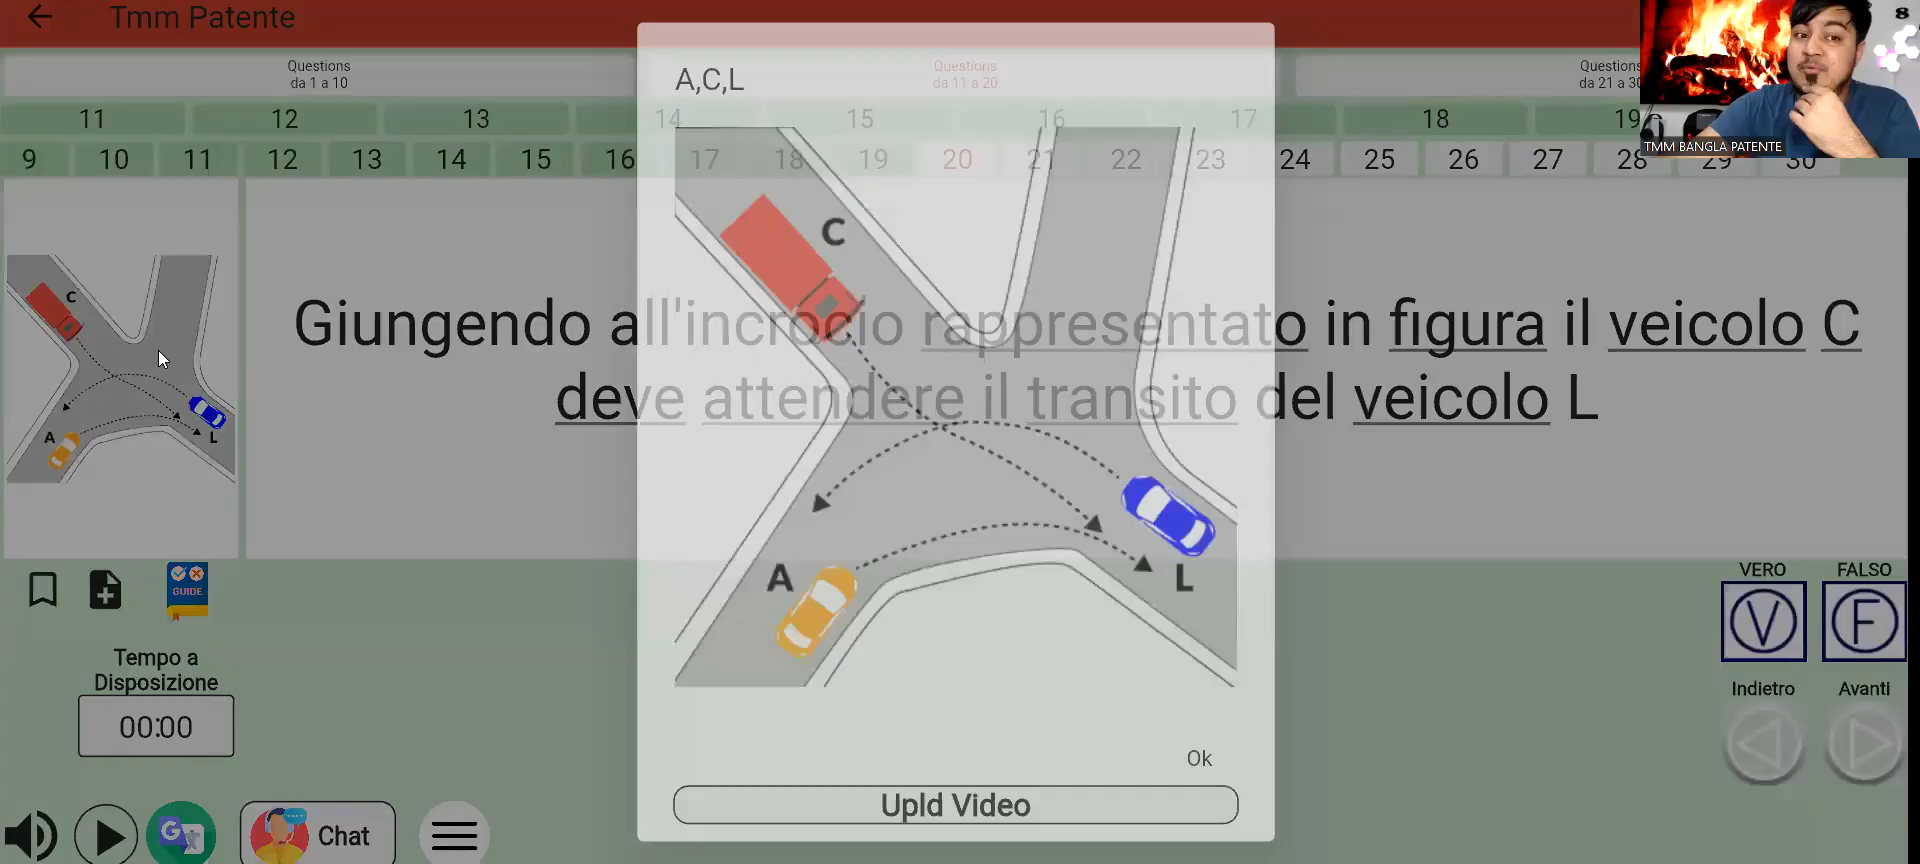 Tmm Patente
8
Questions
da 1 a 10
Questions
da 11 a 20
Questions
da 21 a 30
A,C,L
11 12 13 14 15 16 17 18 19
9 10 11 12 13 14 15 16 17 18 19 20 21 22 23 24 25 26 27 28 29 30
TMM BANGLA PATENTE
C
A
L
C
A
L
Giungendo all'incrocio rappresentato in figura il veicolo C
deve attendere il transito del veicolo L
GUIDE
VERO FALSO
V F
Tempo a
Disposizione
00:00
Indietro Avanti
Ok
Upld Video
G
Chat